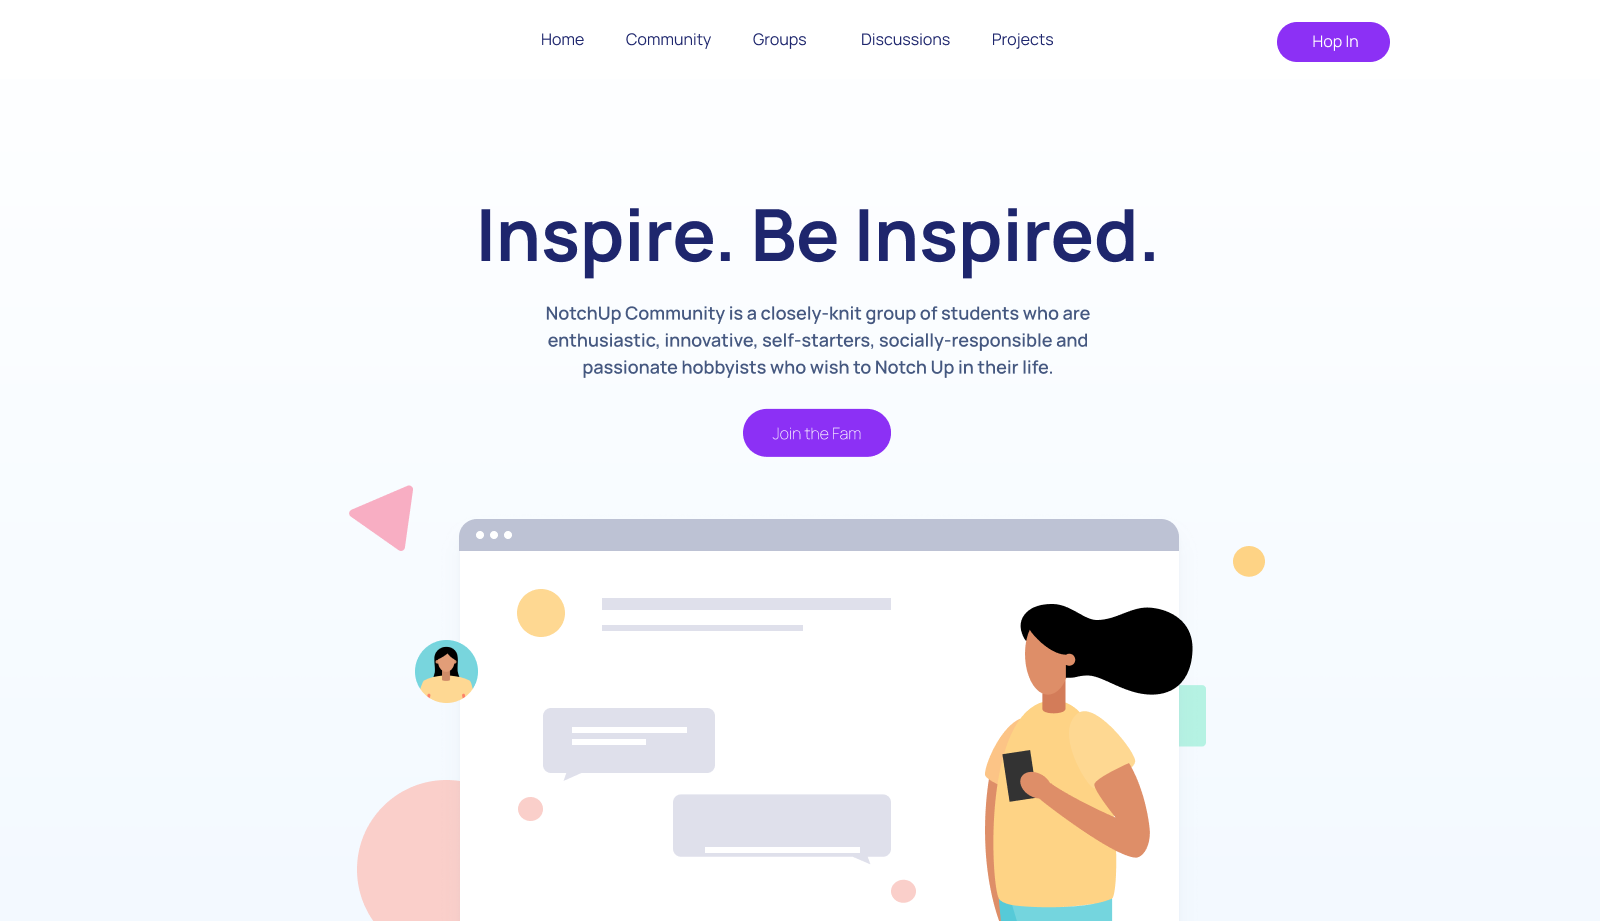 Home Community Groups Discussions Projects Hop In
Inspire. Be Inspired.
NotchUp Community is a closely-knit group of students who are
enthusiastic, innovative, self-starters, socially-responsible and
passionate hobbyists who wish to Notch Up in their life.
Join the Fam